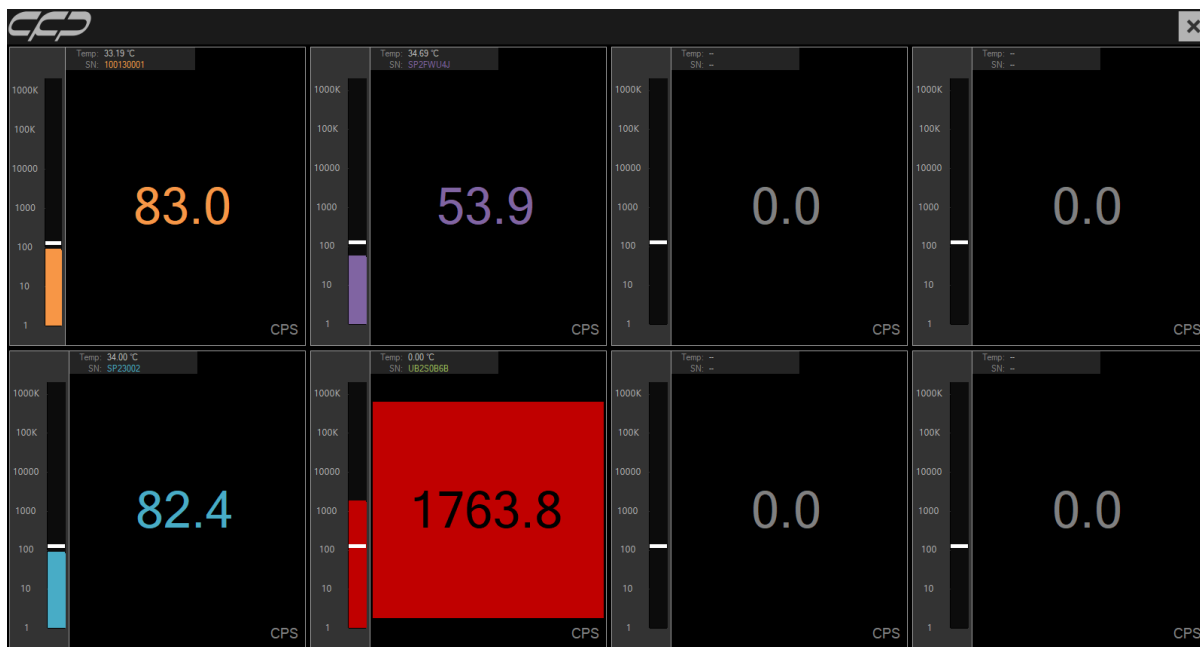 Temp: 33.19 °C
SN: 100130001
1000K
100K
10000
1000
100
10
1
83.0
CPS
Temp: 34.69 °C
SN: SP2FWU4J
1000K
100K
10000
1000
100
10
1
53.9
CPS
Temp: --
SN: --
1000K
100K
10000
1000
100
10
1
0.0
CPS
Temp: --
SN: --
1000K
100K
10000
1000
100
10
1
0.0
CPS
Temp: 34.00 °C
SN: SP23002
1000K
100K
10000
1000
100
10
1
82.4
CPS
Temp: 0.00 °C
SN: UB2S0B6B
1000K
100K
10000
1000
100
10
1
1763.8
CPS
Temp: --
SN: --
1000K
100K
10000
1000
100
10
1
0.0
CPS
Temp: --
SN: --
1000K
100K
10000
1000
100
10
1
0.0
CPS